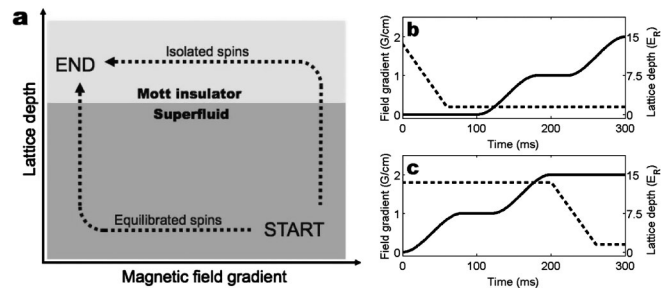 a
Lattice depth
END
Isolated spins
Mott insulator
Superfluid
Equilibrated spins
START
Magnetic field gradient
b
Field gradient (G/cm)
2
1
0
15
7.5
0
Lattice depth (E_R)
0
100
200
300
Time (ms)
c
Field gradient (G/cm)
2
1
0
15
7.5
0
Lattice depth (E_R)
0
100
200
300
Time (ms)